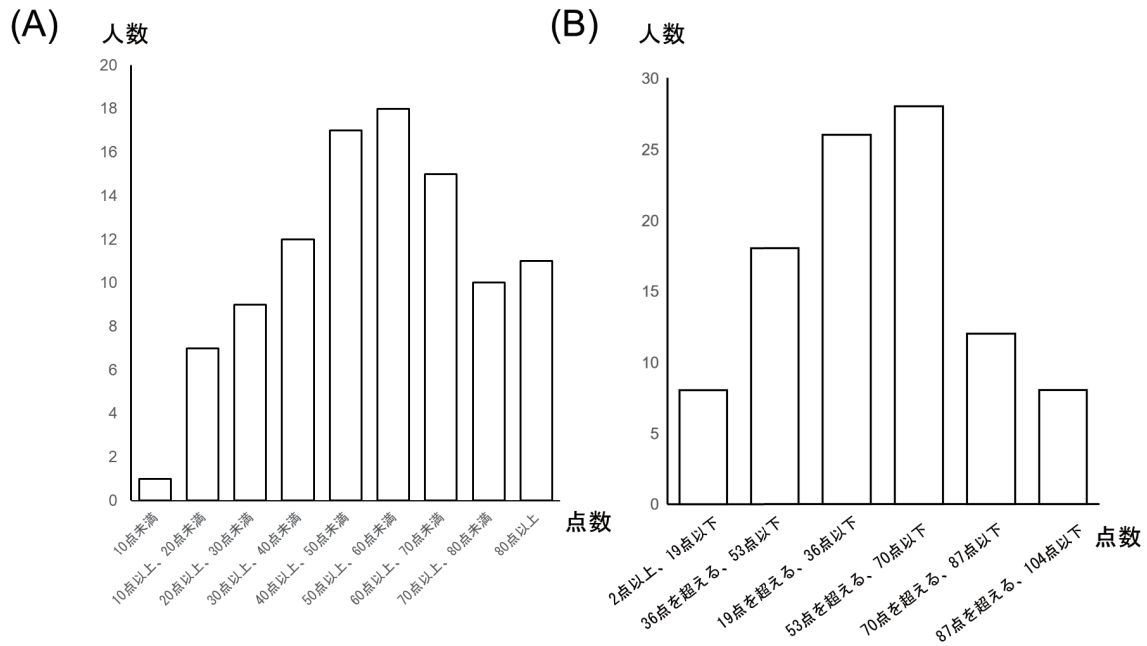 (A)
人数
20
18
16
14
12
10
8
6
4
2
0
10点未満
10点以上、20点未満
20点以上、30点未満
30点以上、40点未満
40点以上、50点未満
50点以上、60点未満
60点以上、70点未満
70点以上、80点未満
80点以上
点数
(B)
人数
30
25
20
15
10
5
0
2点以上、19点以下
36点を超える、53点以下
19点を超える、36点以下
53点を超える、70点以下
70点を超える、87点以下
87点を超える、104点以下
点数